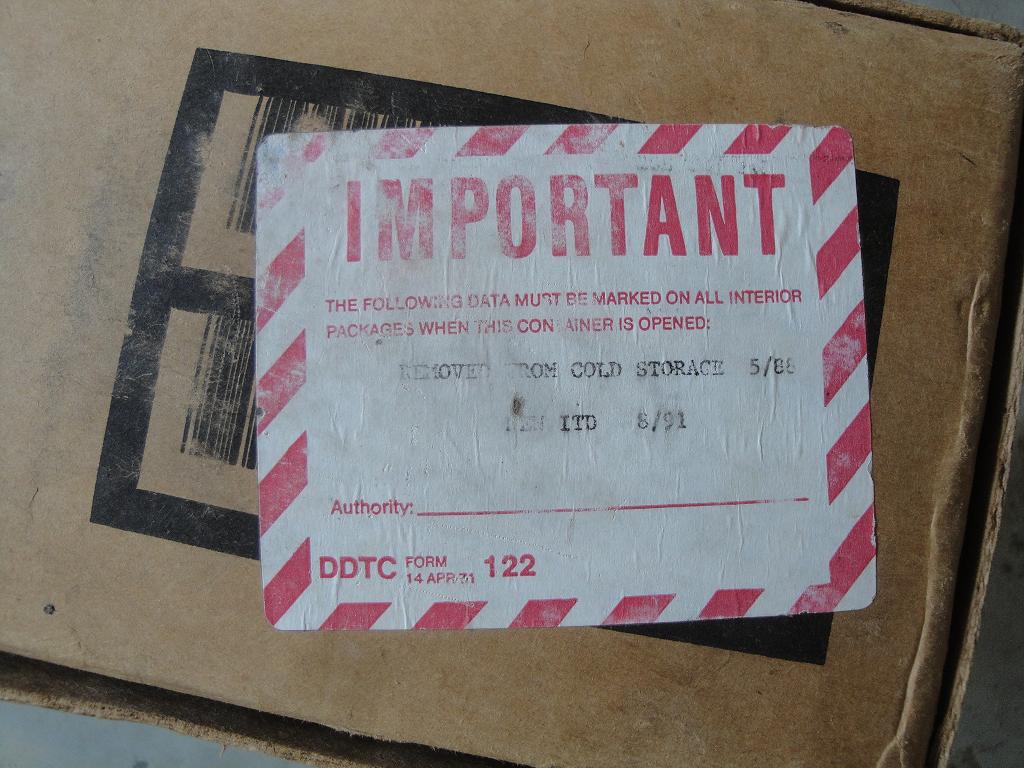 IMPORTANT
THE FOLLOWING DATA MUST BE MARKED ON ALL INTERIOR
PACKAGES WHEN THIS CONTAINER IS OPENED:
REMOVED FROM COLD STORAGE 5/88
ITD 8/91
Authority:
DDTC FORM 122
14 APR 71